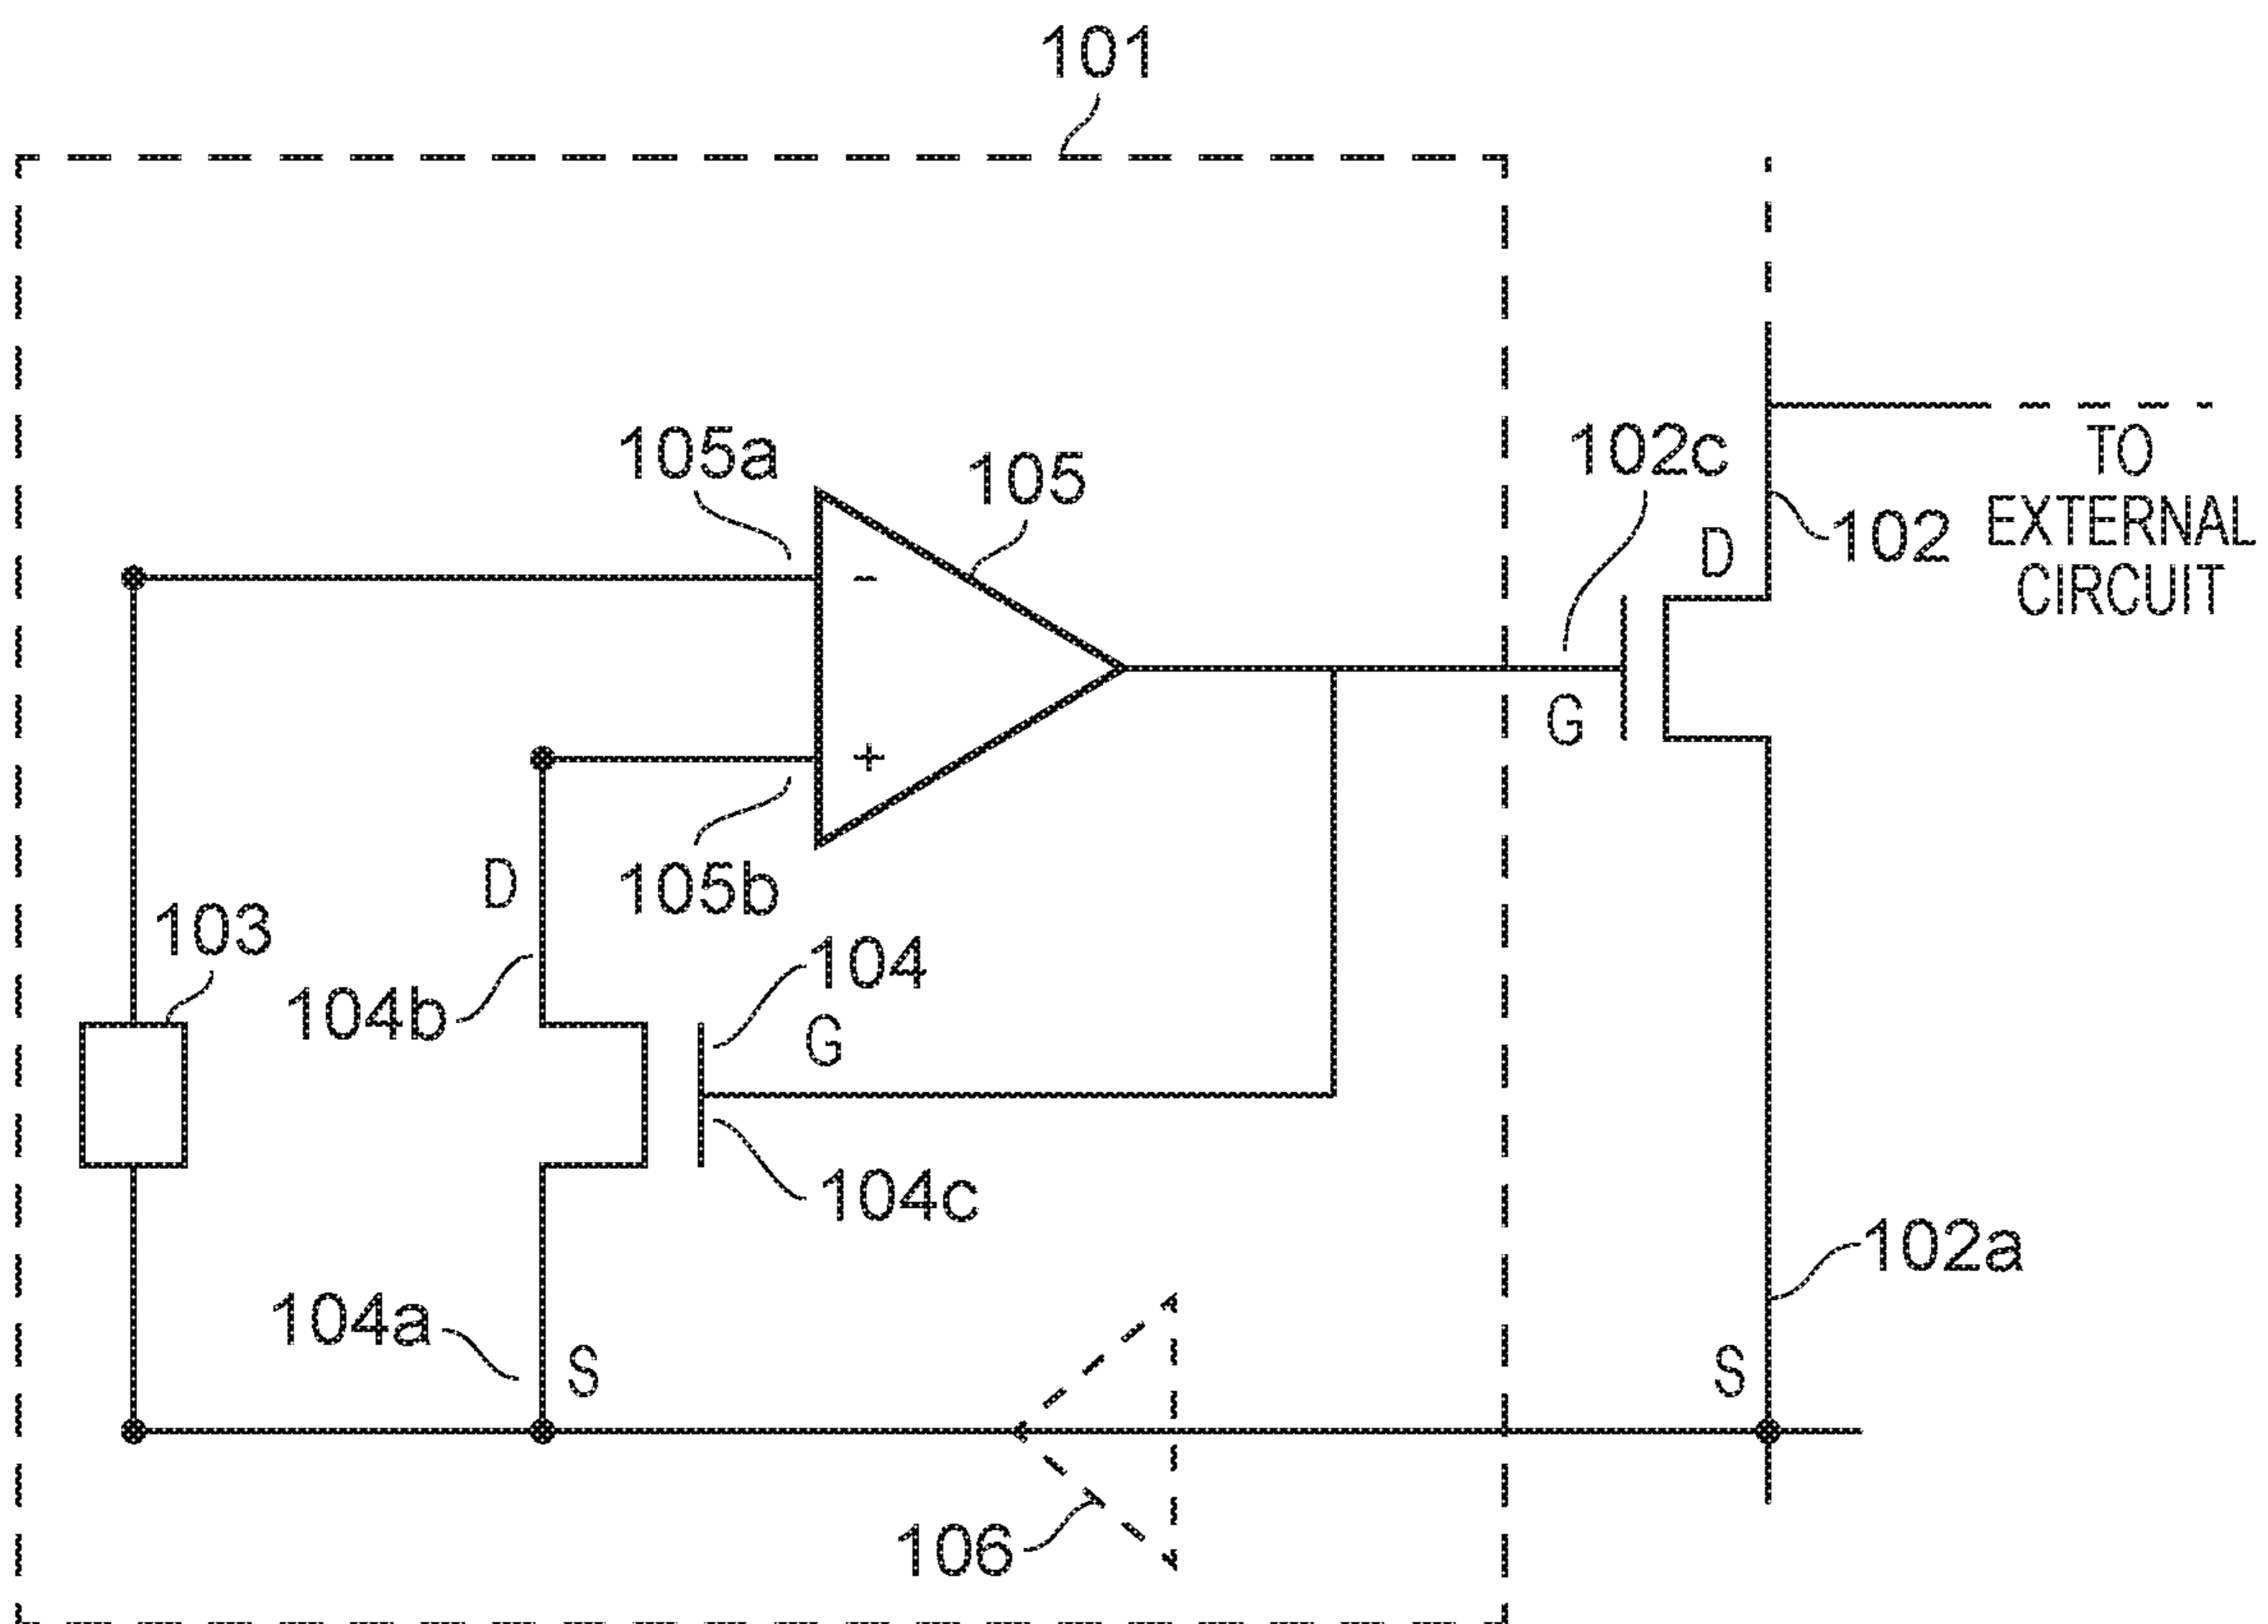 101
105a
105
102c
TO
EXTERNAL
CIRCUIT
102
D
-
+
G
105b
D
103
104
104b
G
104c
102a
104a
S
S
106